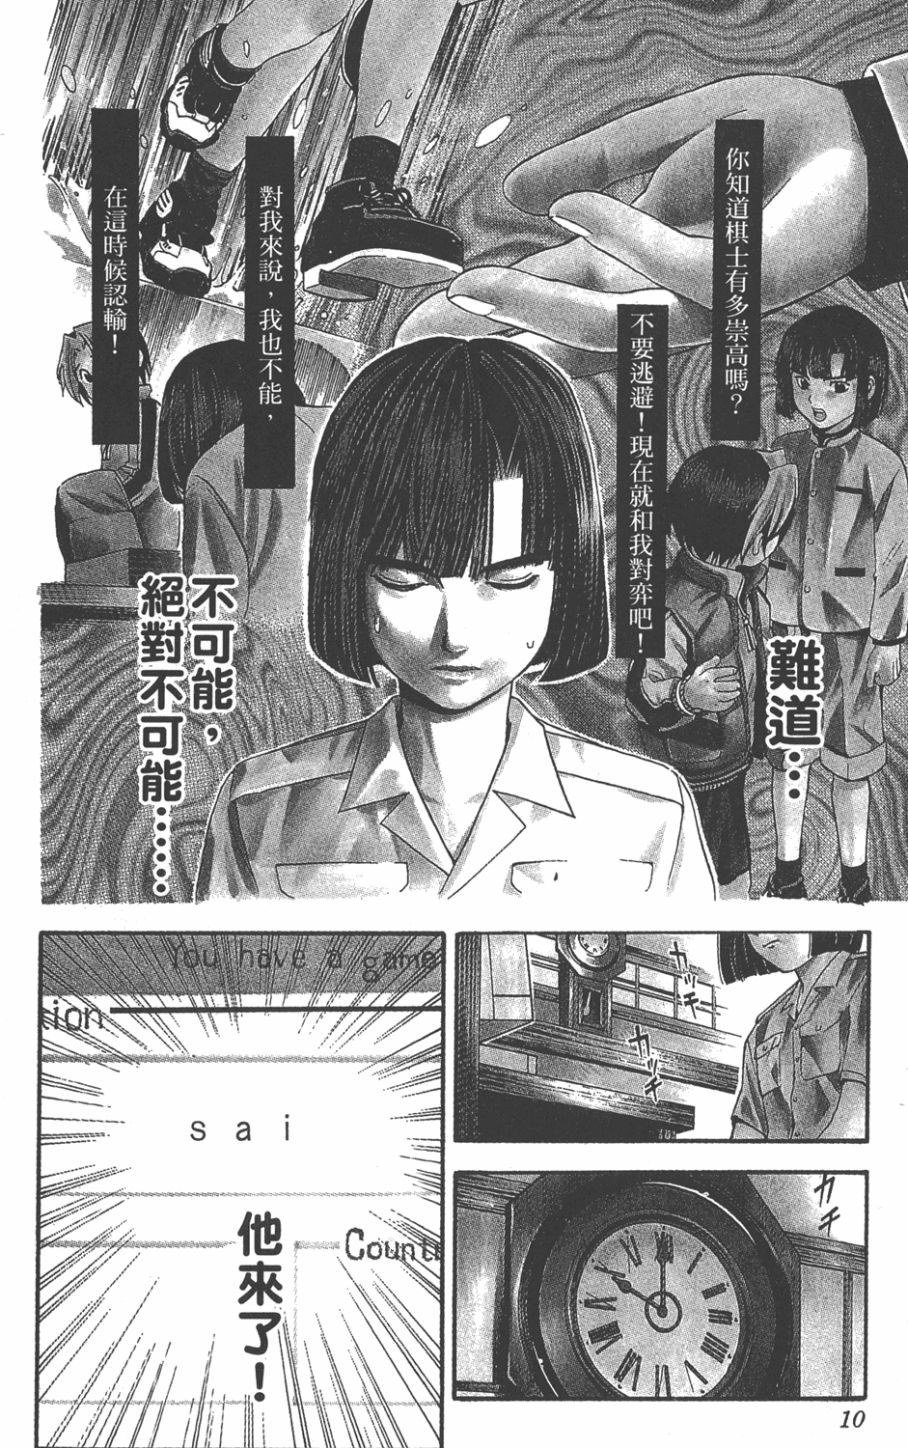 你知道棋士有多崇高嗎？
不要逃避！現在就和我對弈吧！
對我來說，我也不能，
在這時候認輸！
難道…
不可能，
絕對不可能……
カチッ
カチッ
カチ
You have a game
tion
sai
Count
他來了！
10